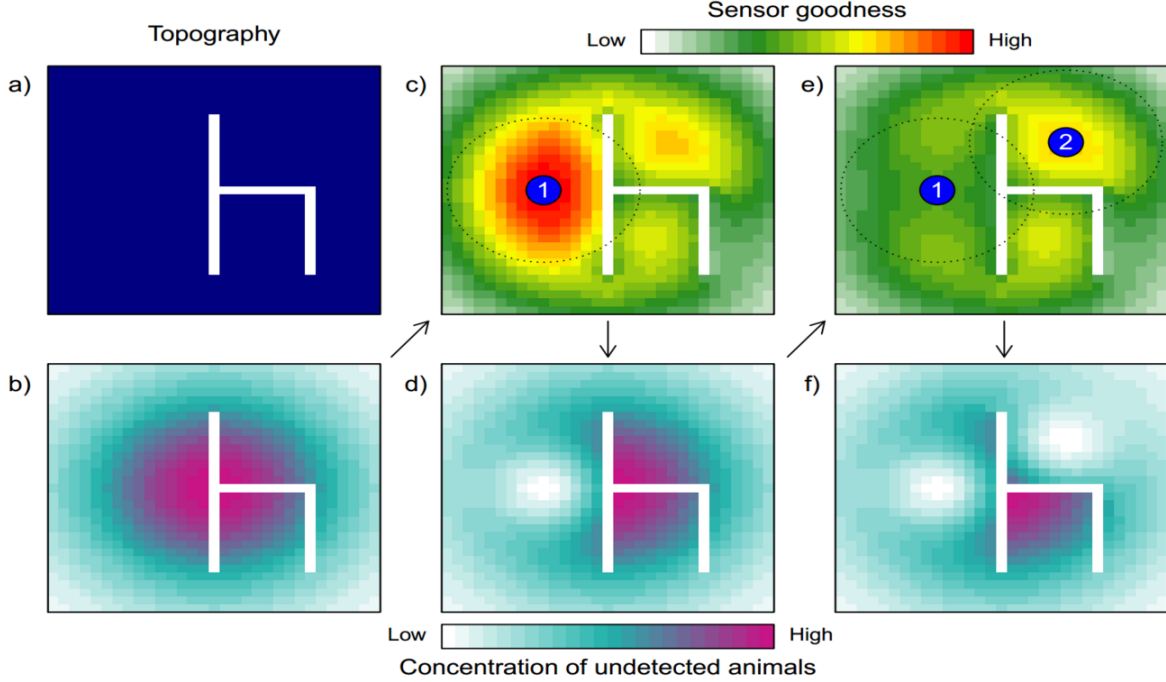 Sensor goodness
Topography
Low High
a) c) e)
2
1 1
b) d) f)
Low High
Concentration of undetected animals